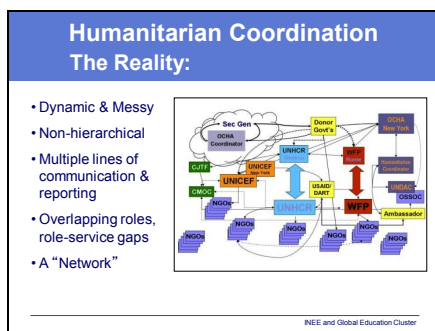 Humanitarian Coordination
The Reality:
• Dynamic & Messy
• Non-hierarchical
• Multiple lines of
communication &
reporting
• Overlapping roles,
role-service gaps
• A “Network”
Sec Gen
OCHA
Coordinator
Donor
Govt's
OCHA
New York
UNHCR
Geneva
WFP
Rome
CJTF
UNICEF
New York
UNICEF
Humanitarian
Coordinator
CMOC
USAID/
DART
UNDAC
OSSOC
NGOs
UNHCR
WFP
Ambassador
NGOs
NGOs
NGOs
NGOs
NGOs
NGOs
INEE and Global Education Cluster